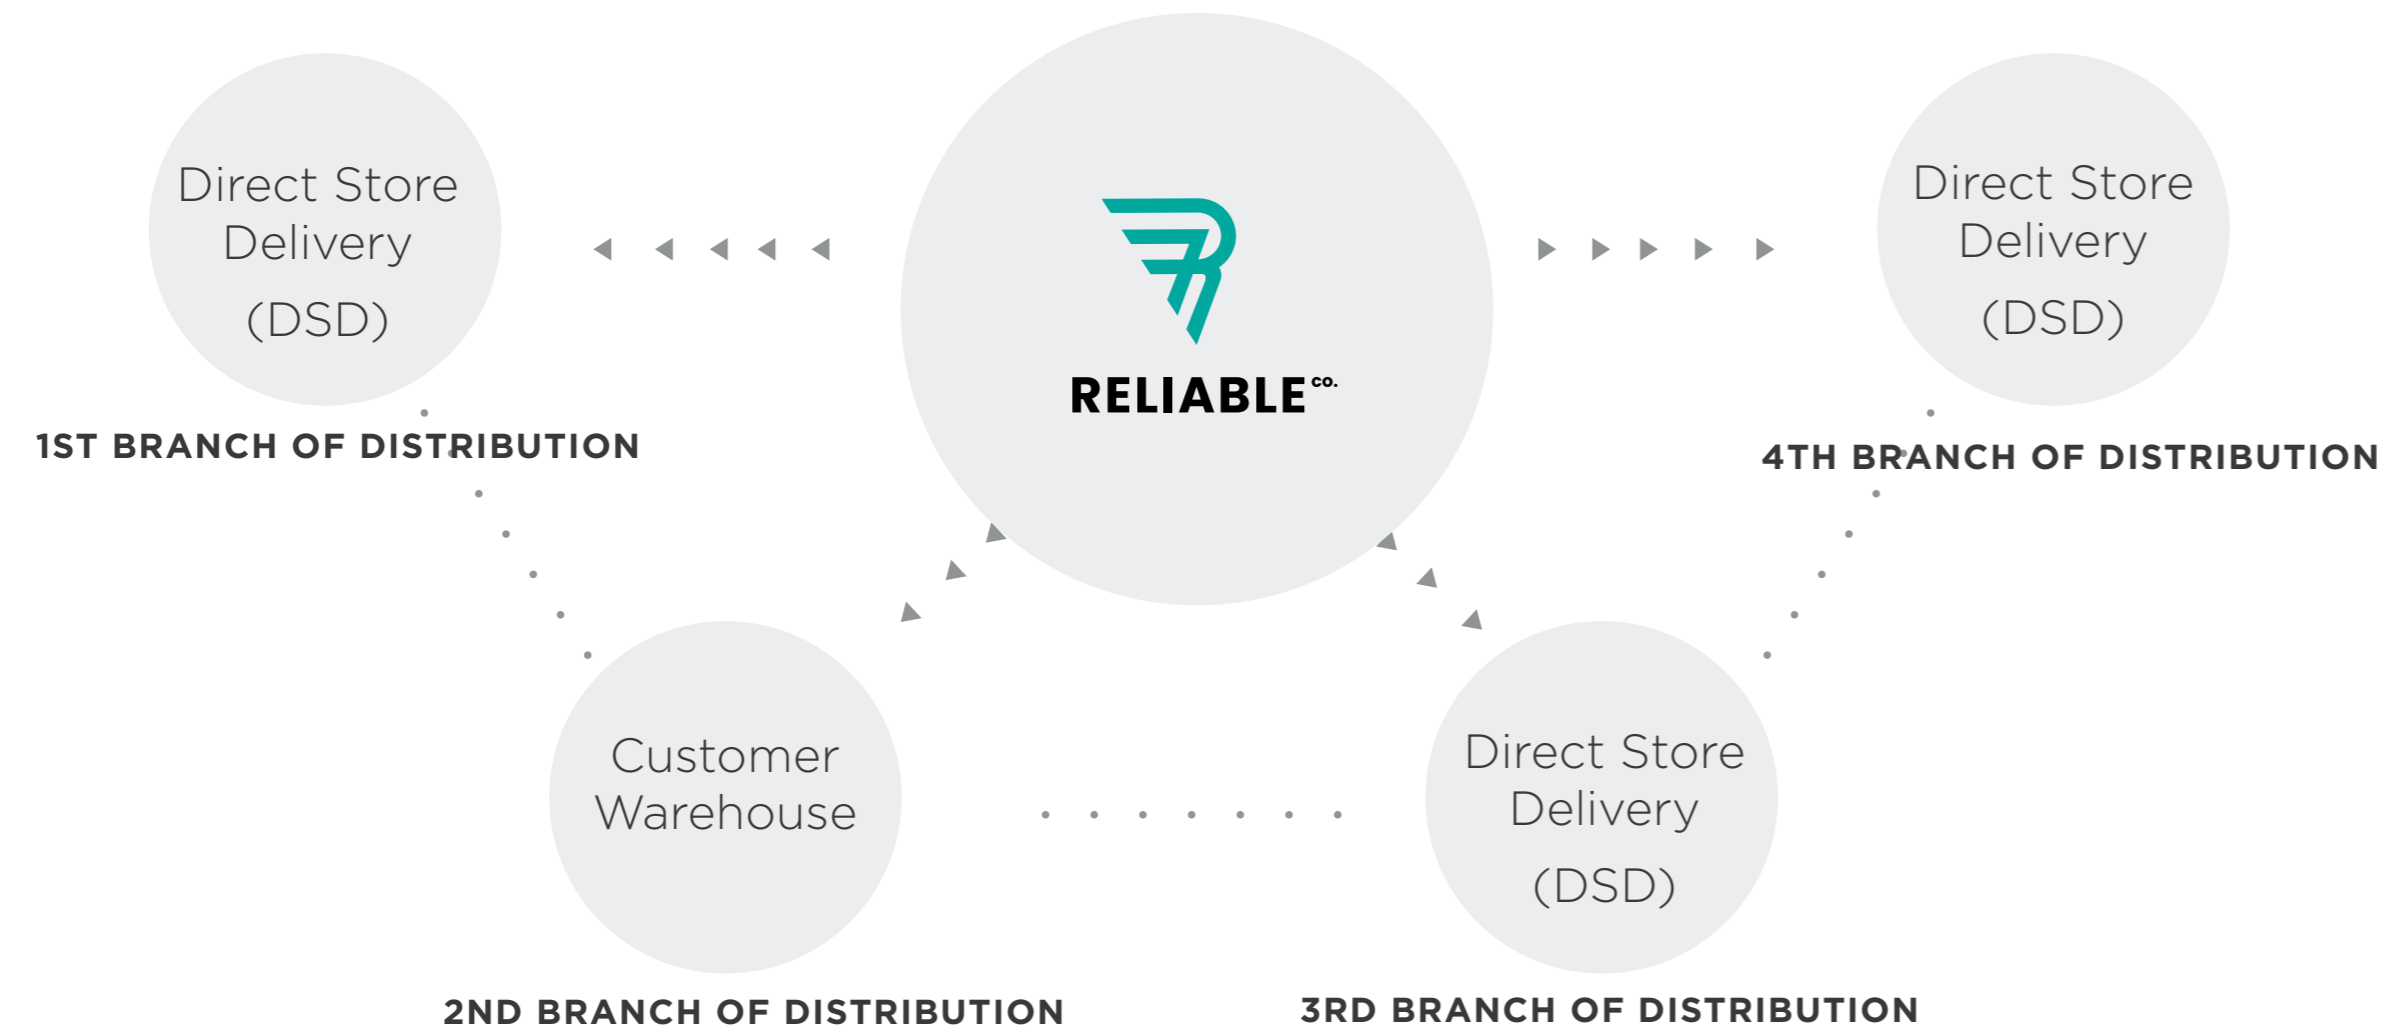 Direct Store
Delivery
(DSD)
1ST BRANCH OF DISTRIBUTION
RELIABLE CO.
Direct Store
Delivery
(DSD)
4TH BRANCH OF DISTRIBUTION
Customer
Warehouse
2ND BRANCH OF DISTRIBUTION
Direct Store
Delivery
(DSD)
3RD BRANCH OF DISTRIBUTION